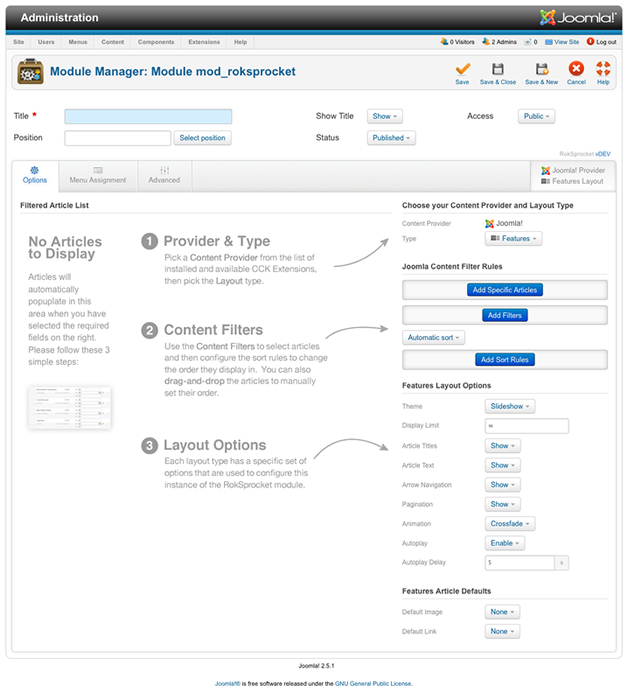 Administration
Joomla!
Site Users Menus Content Components Extensions Help
0 Visitors 2 Admins 0 View Site Log out
Module Manager: Module mod_roksprocket
Save Save & Close Save & New Cancel Help
Title * Show Title Show Access Public
Position Select position Status Published
RokSprocket vDEV
Options Menu Assignment Advanced
Joomla! Provider
Features Layout
Filtered Article List
No Articles
to Display
Articles will
automatically
popuplate in this
area when you have
selected the required
fields on the right.
Please follow these 3
simple steps:
1 Provider & Type
Pick a Content Provider from the list of
installed and available CCK Extensions,
then pick the Layout type.
2 Content Filters
Use the Content Filters to select articles
and then configure the sort rules to change
the order they display in. You can also
drag-and-drop the articles to manually
set their order.
3 Layout Options
Each layout type has a specific set of
options that are used to configure this
instance of the RokSprocket module.
Choose your Content Provider and Layout Type
Content Provider Joomla!
Type Features
Joomla Content Filter Rules
Add Specific Articles
Add Filters
Automatic sort
Add Sort Rules
Features Layout Options
Theme Slideshow
Display Limit ∞
Article Titles Show
Article Text Show
Arrow Navigation Show
Pagination Show
Animation Crossfade
Autoplay Enable
Autoplay Delay 5 s
Features Article Defaults
Default Image None
Default Link None
Joomla! 2.5.1
Joomla!® is free software released under the GNU General Public License.